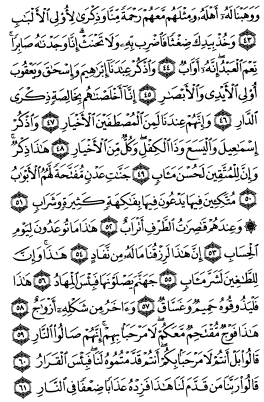 وَوَهَبْنَا لَهُۥٓ أَهْلَهُۥ وَمِثْلَهُم مَّعَهُمْ رَحْمَةً مِّنَّا وَذِكْرَىٰ لِأُو۟لِى ٱلْأَلْبَٰبِ
٤٣ وَخُذْ بِيَدِكَ ضِغْثًا فَٱضْرِب بِّهِۦ وَلَا تَحْنَثْ إِنَّا وَجَدْنَٰهُ صَابِرًا
نِّعْمَ ٱلْعَبْدُ إِنَّهُۥٓ أَوَّابٌ ٤٤ وَٱذْكُرْ عِبَٰدَنَآ إِبْرَٰهِيمَ وَإِسْحَٰقَ وَيَعْقُوبَ
أُو۟لِى ٱلْأَيْدِى وَٱلْأَبْصَٰرِ ٤٥ إِنَّآ أَخْلَصْنَٰهُم بِخَالِصَةٍ ذِكْرَى
ٱلدَّارِ ٤٦ وَإِنَّهُمْ عِندَنَا لَمِنَ ٱلْمُصْطَفَيْنَ ٱلْأَخْيَارِ ٤٧ وَٱذْكُرْ
إِسْمَٰعِيلَ وَٱلْيَسَعَ وَذَا ٱلْكِفْلِ وَكُلٌّ مِّنَ ٱلْأَخْيَارِ ٤٨ هَٰذَا ذِكْرٌ
وَإِنَّ لِلْمُتَّقِينَ لَحُسْنَ مَـَٔابٍ ٤٩ جَنَّٰتِ عَدْنٍ مُّفَتَّحَةً لَّهُمُ ٱلْأَبْوَٰبُ
٥٠ مُتَّكِـِٔينَ فِيهَا يَدْعُونَ فِيهَا بِفَٰكِهَةٍ كَثِيرَةٍ وَشَرَابٍ ٥١
وَعِندَهُمْ قَٰصِرَٰتُ ٱلطَّرْفِ أَتْرَابٌ ٥٢ هَٰذَا مَا تُوعَدُونَ لِيَوْمِ
ٱلْحِسَابِ ٥٣ إِنَّ هَٰذَا لَرِزْقُنَا مَا لَهُۥ مِن نَّفَادٍ ٥٤ هَٰذَا وَإِنَّ
لِلطَّٰغِينَ لَشَرَّ مَـَٔابٍ ٥٥ جَهَنَّمَ يَصْلَوْنَهَا فَبِئْسَ ٱلْمِهَادُ ٥٦ هَٰذَا
فَلْيَذُوقُوهُ حَمِيمٌ وَغَسَّاقٌ ٥٧ وَءَاخَرُ مِن شَكْلِهِۦٓ أَزْوَٰجٌ ٥٨
هَٰذَا فَوْجٌ مُّقْتَحِمٌ مَّعَكُمْ لَا مَرْحَبًۢا بِهِمْ إِنَّهُمْ صَالُوا۟ ٱلنَّارِ ٥٩
قَالُوا۟ بَلْ أَنتُمْ لَا مَرْحَبًۢا بِكُمْ أَنتُمْ قَدَّمْتُمُوهُ لَنَا فَبِئْسَ ٱلْقَرَارُ ٦٠
قَالُوا۟ رَبَّنَا مَن قَدَّمَ لَنَا هَٰذَا فَزِدْهُ عَذَابًا ضِعْفًا فِى ٱلنَّارِ ٦١